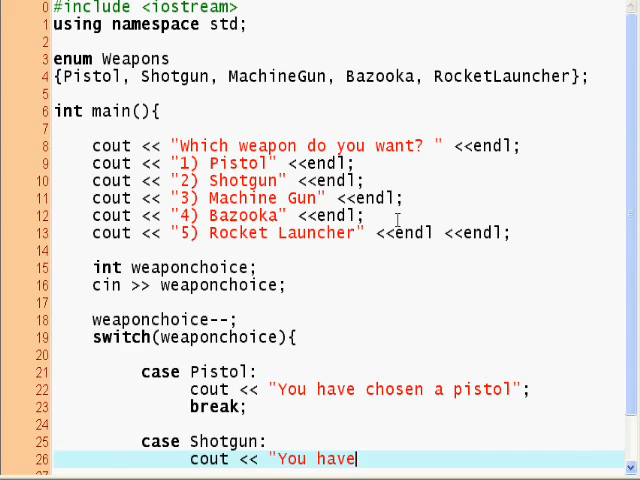 0 #include <iostream>
1 using namespace std;
2
3 enum Weapons
4 {Pistol, Shotgun, MachineGun, Bazooka, RocketLauncher};
5
6 int main(){
7
8 cout << "Which weapon do you want? " <<endl;
9 cout << "1) Pistol" <<endl;
10 cout << "2) Shotgun" <<endl;
11 cout << "3) Machine Gun" <<endl;
12 cout << "4) Bazooka" <<endl;
13 cout << "5) Rocket Launcher" <<endl <<endl;
14
15 int weaponchoice;
16 cin >> weaponchoice;
17
18 weaponchoice--;
19 switch(weaponchoice){
20
21 case Pistol:
22 cout << "You have chosen a pistol";
23 break;
24
25 case Shotgun:
26 cout << "You have